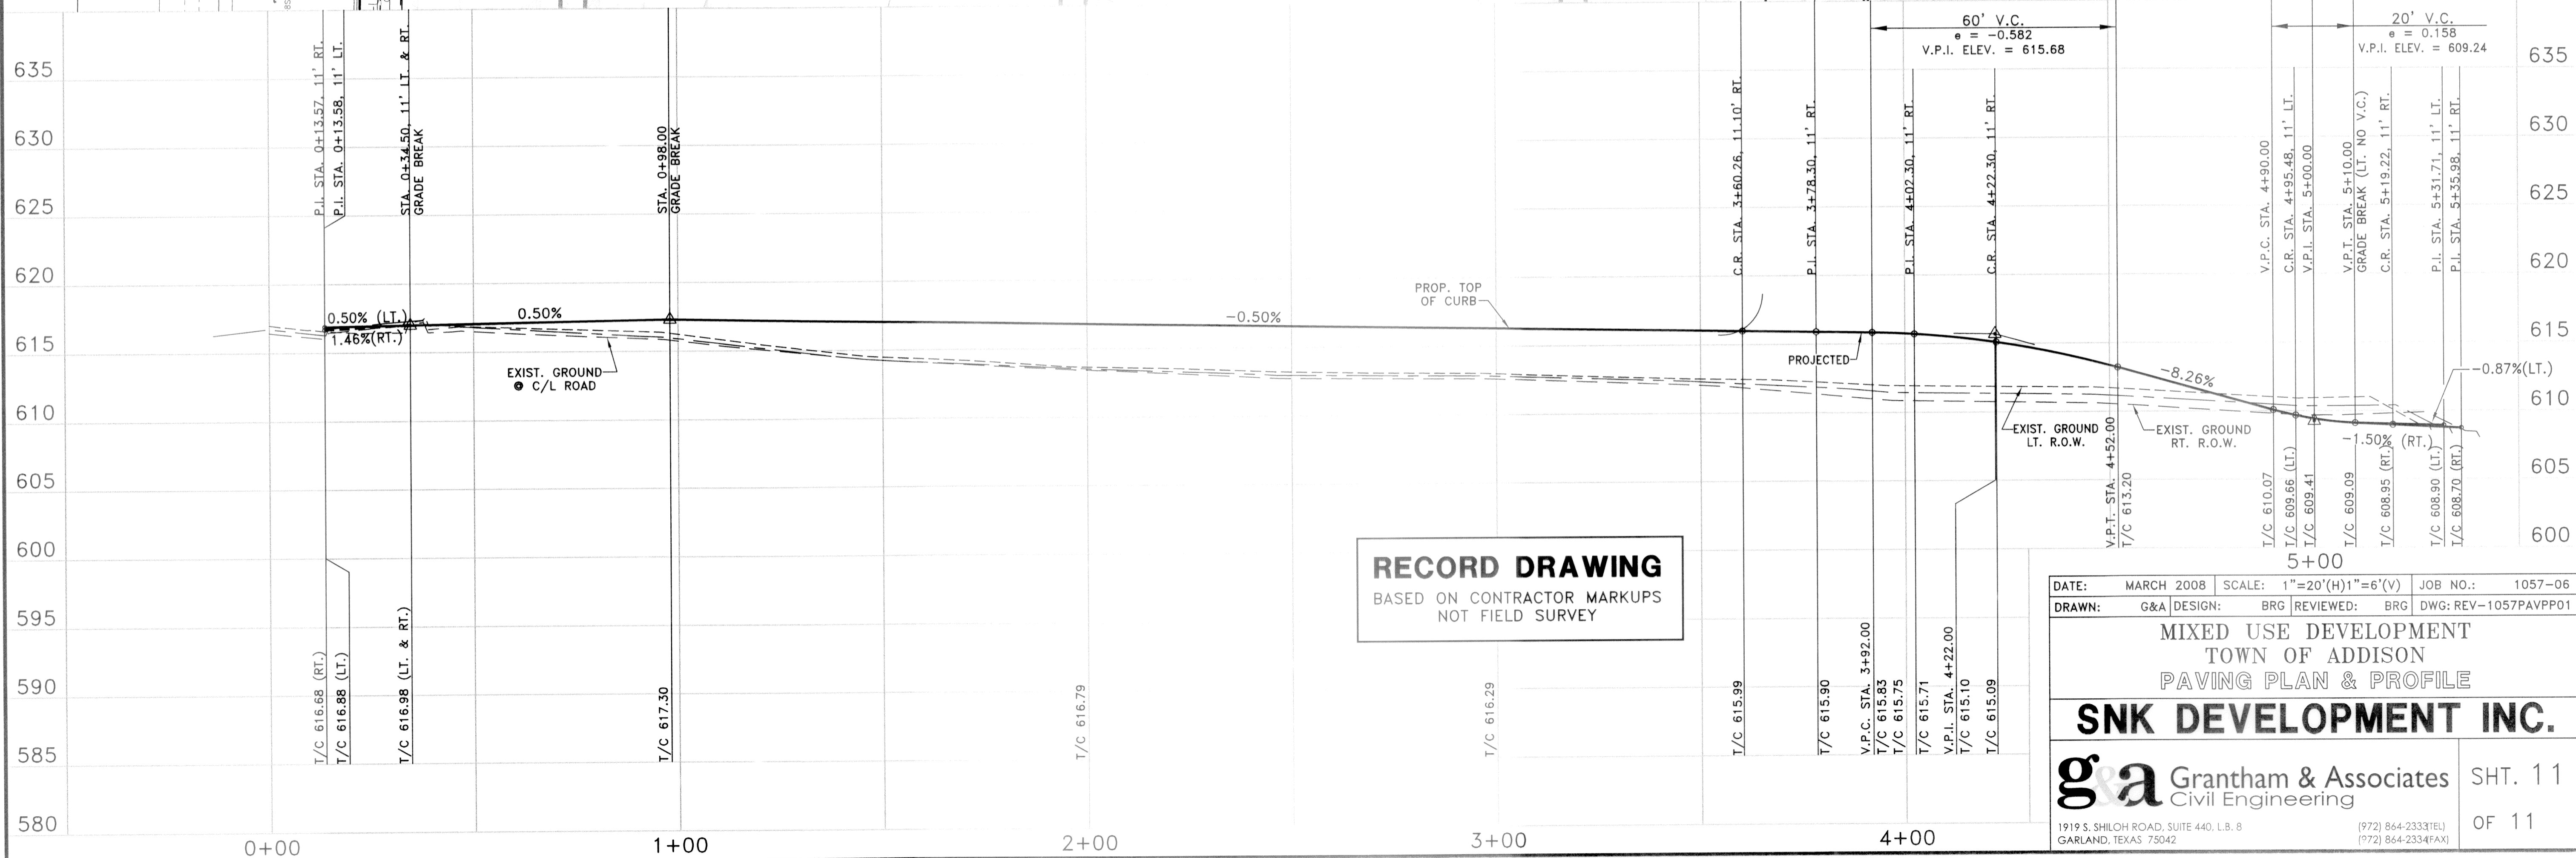 60' V.C.
e = -0.582
V.P.I. ELEV. = 615.68
20' V.C.
e = 0.158
V.P.I. ELEV. = 609.24
635
630
625
620
615
610
605
600
595
590
585
580
635
630
625
620
615
610
605
600
P.I. STA. 0+13.57, 11' RT.
P.I. STA. 0+13.58, 11' LT.
STA. 0+34.50, 11' LT. & RT.
GRADE BREAK
STA. 0+98.00
GRADE BREAK
C.R. STA. 3+60.26, 11.10' RT.
P.I. STA. 3+78.30, 11' RT.
P.I. STA. 4+02.30, 11' RT.
C.R. STA. 4+22.30, 11' RT.
V.P.C. STA. 4+90.00
C.R. STA. 4+95.48, 11' LT.
V.P.I. STA. 5+00.00
V.P.T. STA. 5+10.00
GRADE BREAK (LT. NO V.C.)
C.R. STA. 5+19.22, 11' RT.
P.I. STA. 5+31.71, 11' LT.
P.I. STA. 5+35.98, 11' RT.
0.50% (LT.)
1.46%(RT.)
0.50%
-0.50%
PROP. TOP
OF CURB
PROJECTED
EXIST. GROUND
@ C/L ROAD
-8.26%
-0.87%(LT.)
EXIST. GROUND
LT. R.O.W.
EXIST. GROUND
RT. R.O.W.
-1.50% (RT.)
T/C 616.68 (RT.)
T/C 616.88 (LT.)
T/C 616.98 (LT. & RT.)
T/C 617.30
T/C 616.79
T/C 616.29
T/C 615.99
T/C 615.90
V.P.C. STA. 3+92.00
T/C 615.83
T/C 615.75
T/C 615.71
V.P.I. STA. 4+22.00
T/C 615.10
T/C 615.09
V.P.T. STA. 4+52.00
T/C 613.20
T/C 610.07
T/C 609.66 (LT.)
T/C 609.41
T/C 609.09
T/C 608.95 (RT.)
T/C 608.90 (LT.)
T/C 608.70 (RT.)
RECORD DRAWING
BASED ON CONTRACTOR MARKUPS
NOT FIELD SURVEY
0+00
1+00
2+00
3+00
4+00
5+00
DATE: MARCH 2008 SCALE: 1"=20'(H)1"=6'(V) JOB NO.: 1057-06
DRAWN: G&A DESIGN: BRG REVIEWED: BRG DWG: REV-1057PAVPP01
MIXED USE DEVELOPMENT
TOWN OF ADDISON
PAVING PLAN & PROFILE
SNK DEVELOPMENT INC.
g&a Grantham & Associates
Civil Engineering
1919 S. SHILOH ROAD, SUITE 440, L.B. 8 (972) 864-2333(TEL)
GARLAND, TEXAS 75042 (972) 864-2334(FAX)
SHT. 11
OF 11